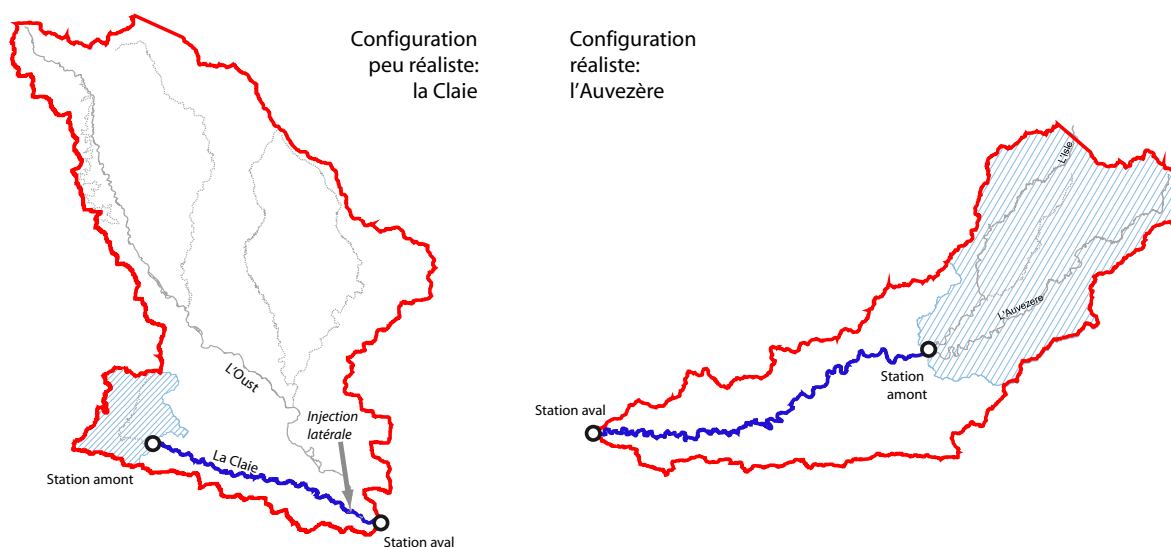 Configuration
peu réaliste:
la Claie
L'Oust
Injection
latérale
La Claie
Station amont
Station aval
Configuration
réaliste:
l'Auvezère
L'Isle
L'Auvezere
Station
amont
Station aval